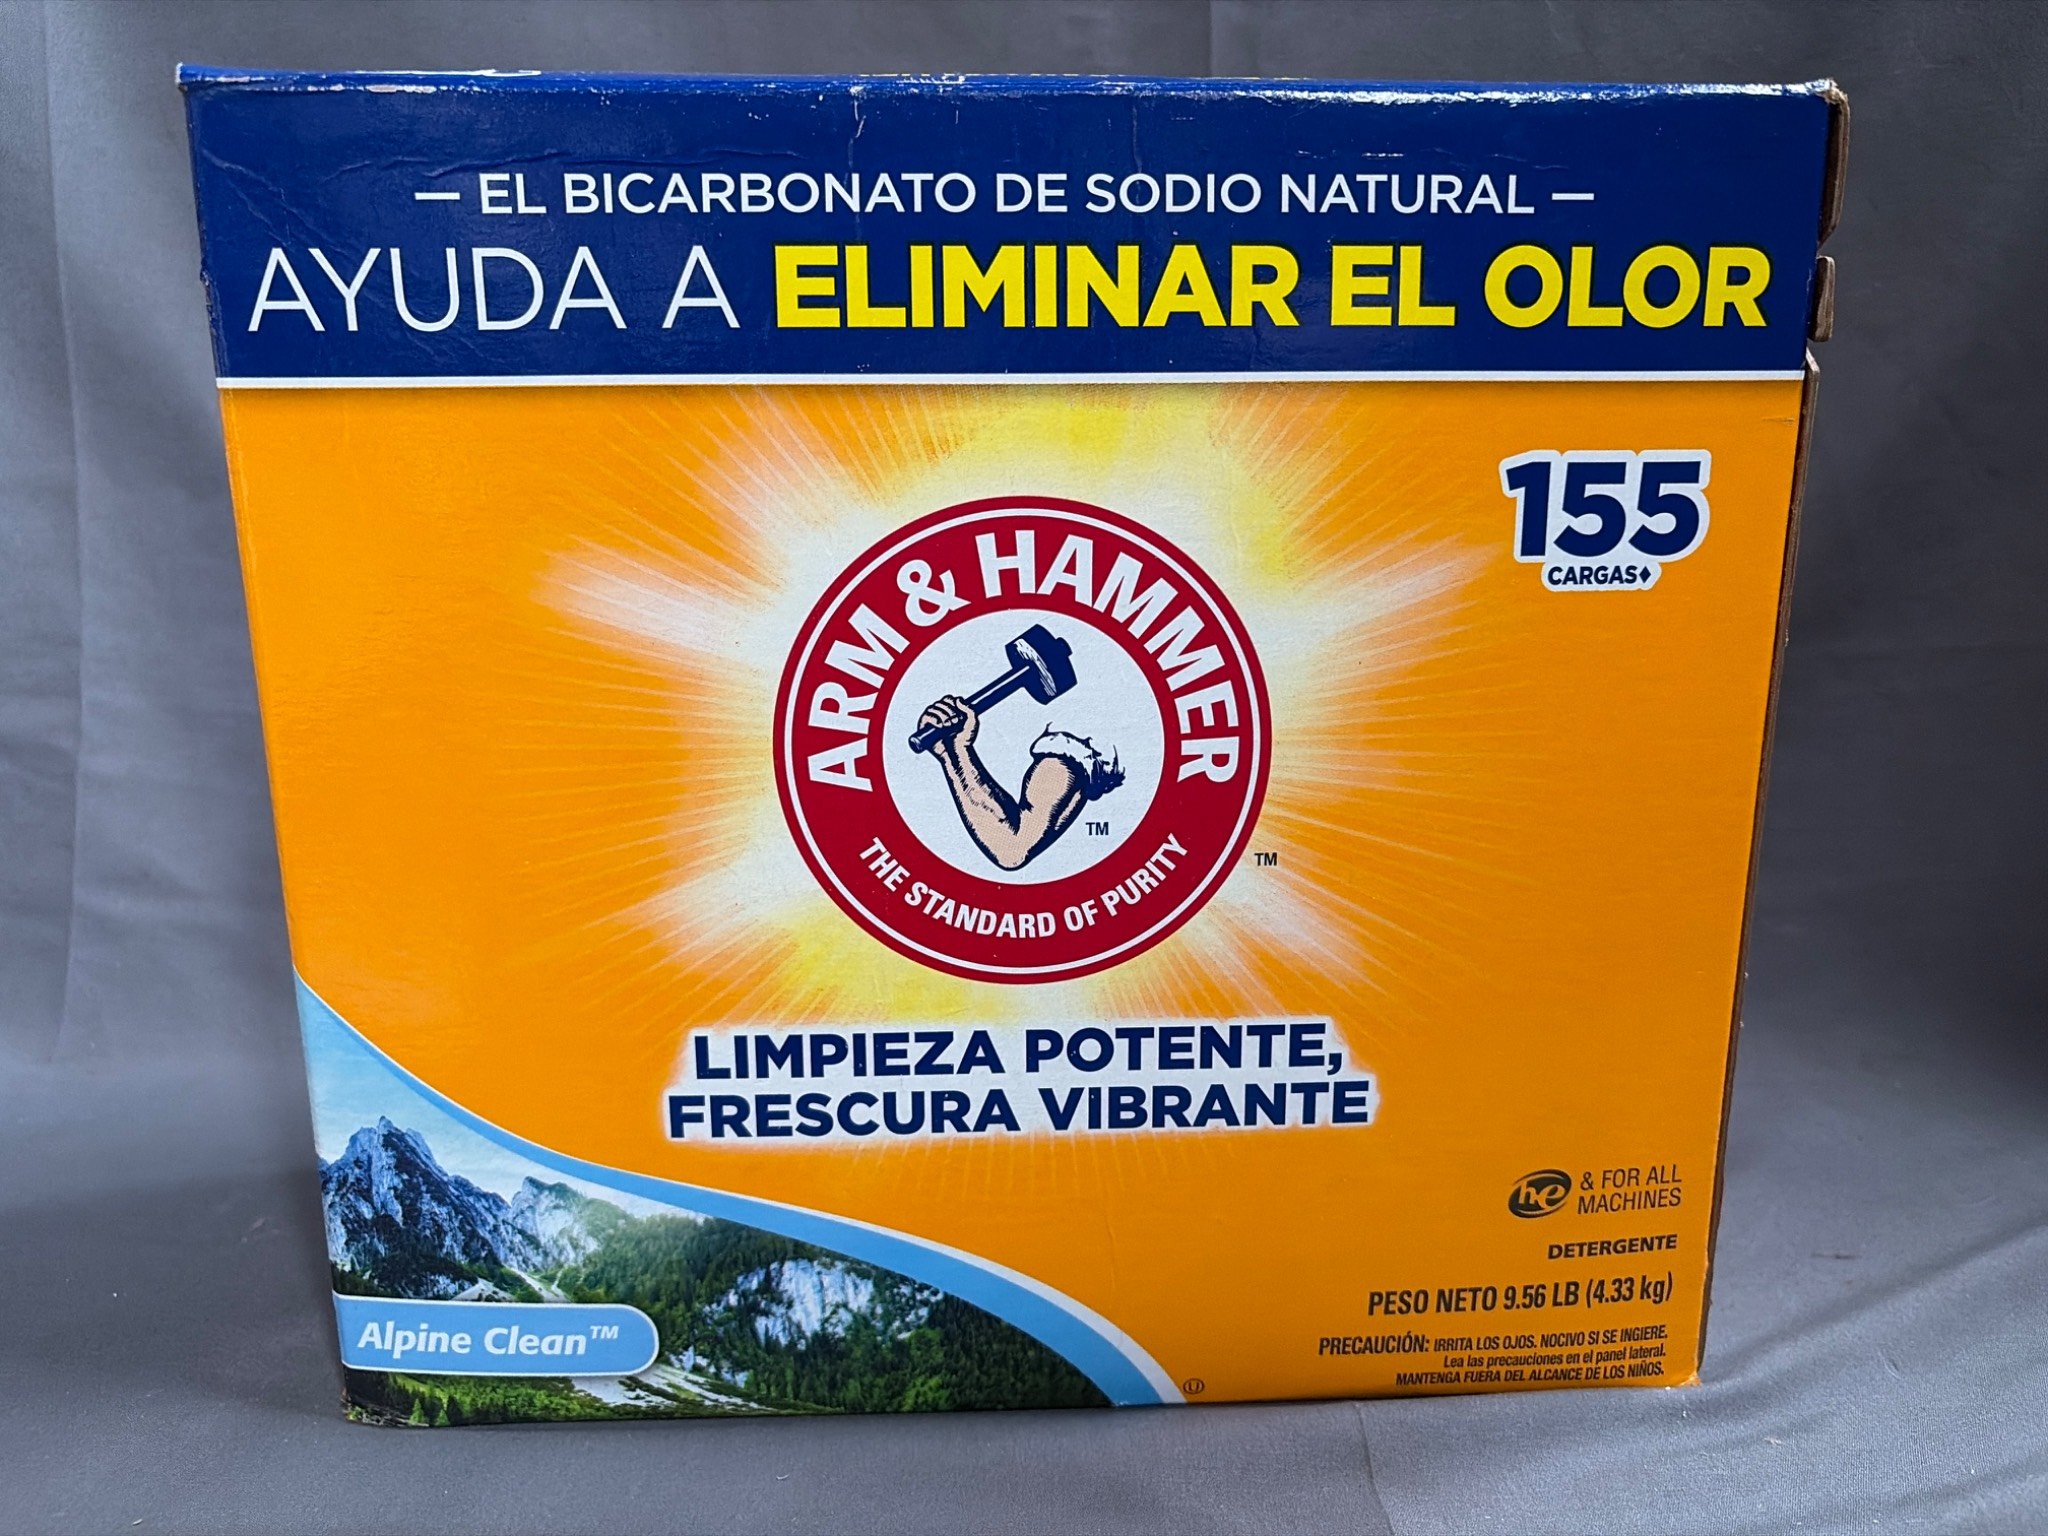 — EL BICARBONATO DE SODIO NATURAL —
AYUDA A ELIMINAR EL OLOR
155
CARGAS♦
ARM & HAMMER
TM
THE STANDARD OF PURITY
TM
LIMPIEZA POTENTE,
FRESCURA VIBRANTE
he & FOR ALL
MACHINES
DETERGENTE
PESO NETO 9.56 LB (4.33 kg)
PRECAUCIÓN: IRRITA LOS OJOS. NOCIVO SI SE INGIERE.
Lea las precauciones en el panel lateral.
MANTENGA FUERA DEL ALCANCE DE LOS NIÑOS.
Alpine Clean™
U